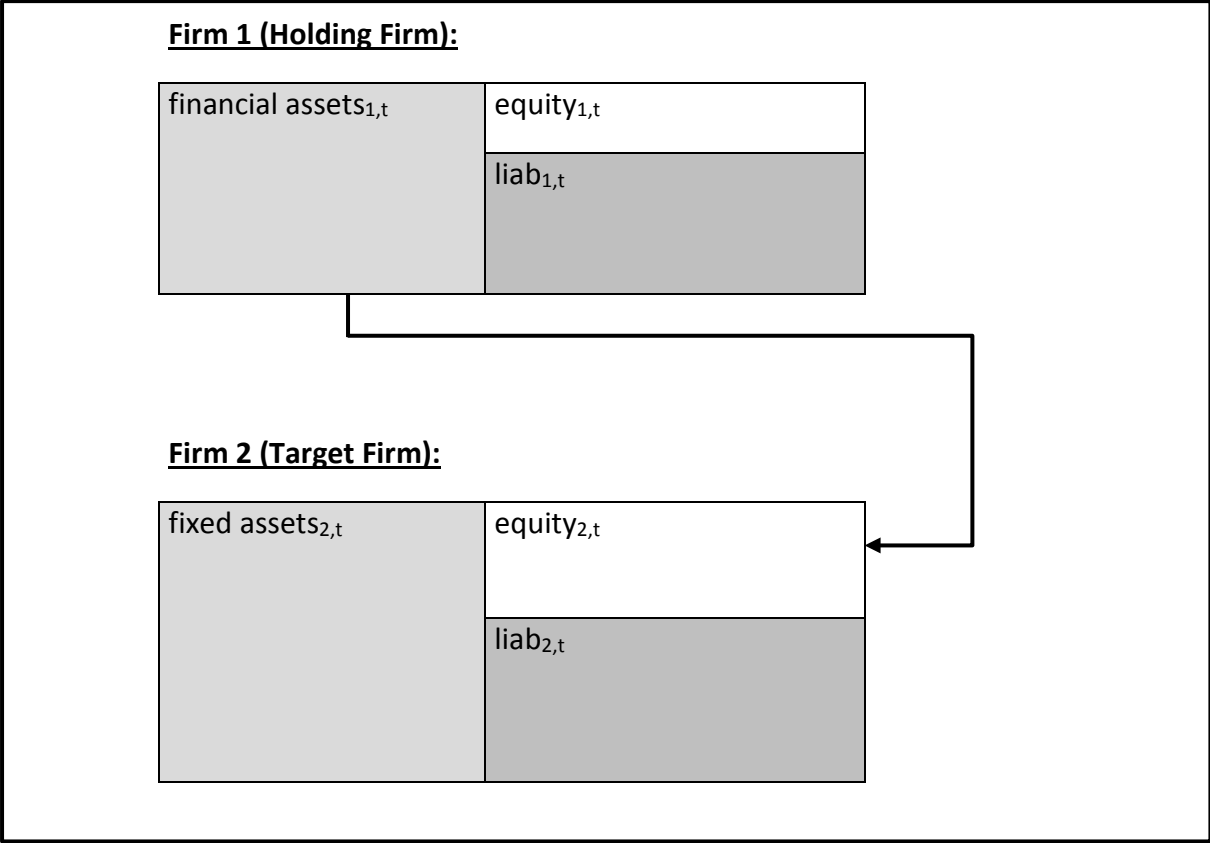 Firm 1 (Holding Firm):
financial assets1,t
equity1,t
liab1,t
Firm 2 (Target Firm):
fixed assets2,t
equity2,t
liab2,t